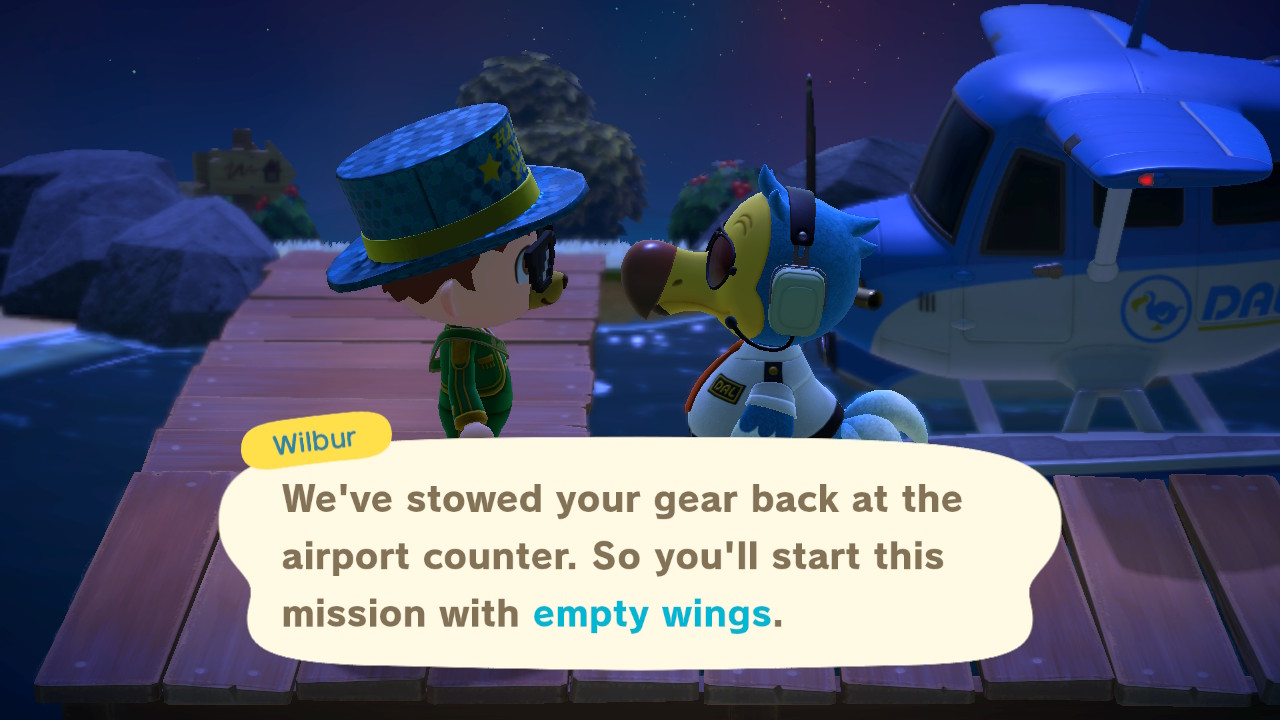 DAL
Wilbur
We've stowed your gear back at the
airport counter. So you'll start this
mission with empty wings.